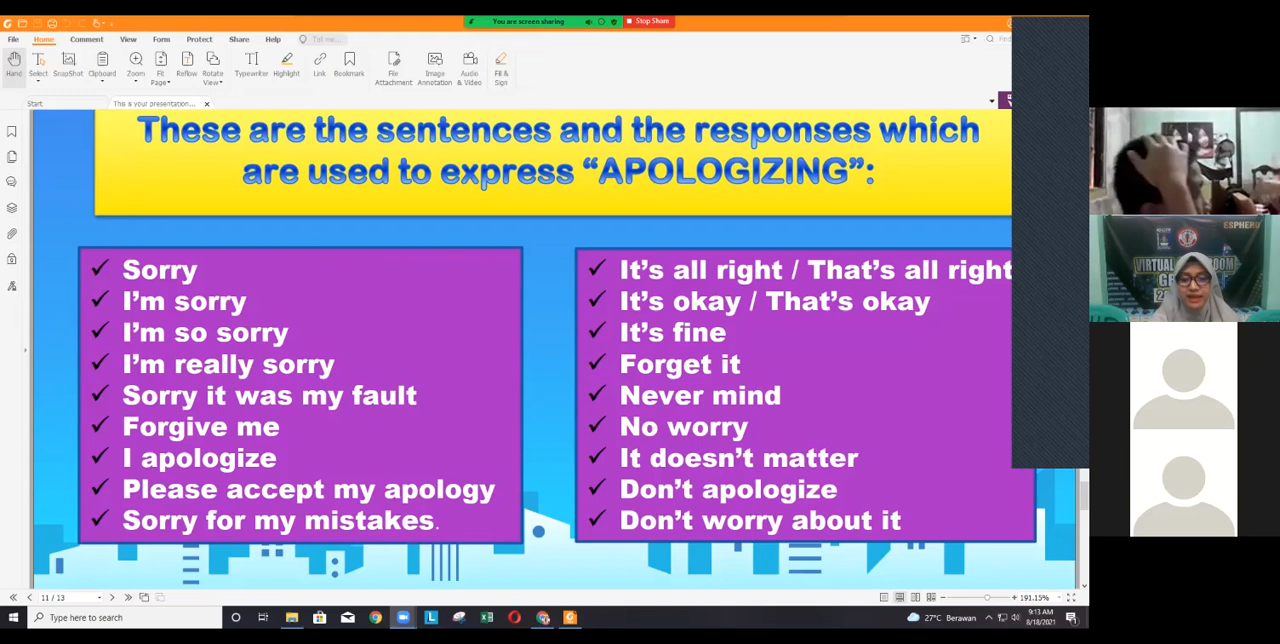 You are screen sharing
Stop Share
File Home Comment View Form Protect Share Help Tell me...
Hand Select SnapShot Clipboard Zoom Fit Page Reflow Rotate View Typewriter Highlight Link Bookmark File Attachment Image Annotation Audio & Video Fill & Sign
Start This is your presentation...
These are the sentences and the responses which
are used to express “APOLOGIZING”:
Sorry
I’m sorry
I’m so sorry
I’m really sorry
Sorry it was my fault
Forgive me
I apologize
Please accept my apology
Sorry for my mistakes.
It’s all right / That’s all right
It’s okay / That’s okay
It’s fine
Forget it
Never mind
No worry
It doesn’t matter
Don’t apologize
Don’t worry about it
ESPHERO
VIRTUAL
11 / 13
191.15%
Type here to search
27°C Berawan
9:13 AM
8/18/2021